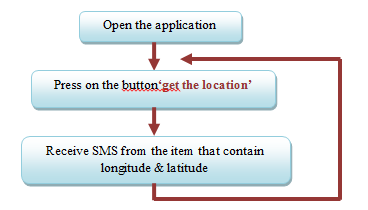 Open the application
Press on the button‘get the location’
Receive SMS from the item that contain
longitude & latitude